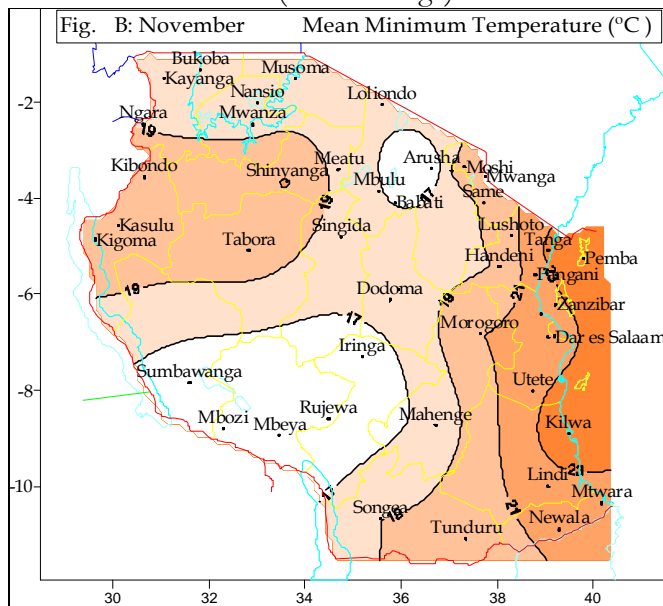 Fig. B: November Mean Minimum Temperature (°C )
Bukoba
Musoma
Kayanga
-2
Nansio
Loliondo
Ngara
Mwanza
19
Kibondo
Shinyanga
Meatu
Arusha
Moshi
Mbulu
Mwanga
-4
19
17
Same
Babati
Kasulu
Singida
Lushoto
Kigoma
Tabora
Tanga
Handeni
Pemba
Pangani
-6
19
Dodoma
19
21
Zanzibar
17
Morogoro
Iringa
Dar es Salaam
Sumbawanga
Utete
-8
Rujewa
Mbozi
Mbeya
Mahenge
Kilwa
Lindi
-10
Songea
21
Mtwara
Tunduru
Newala
30
32
34
36
38
40